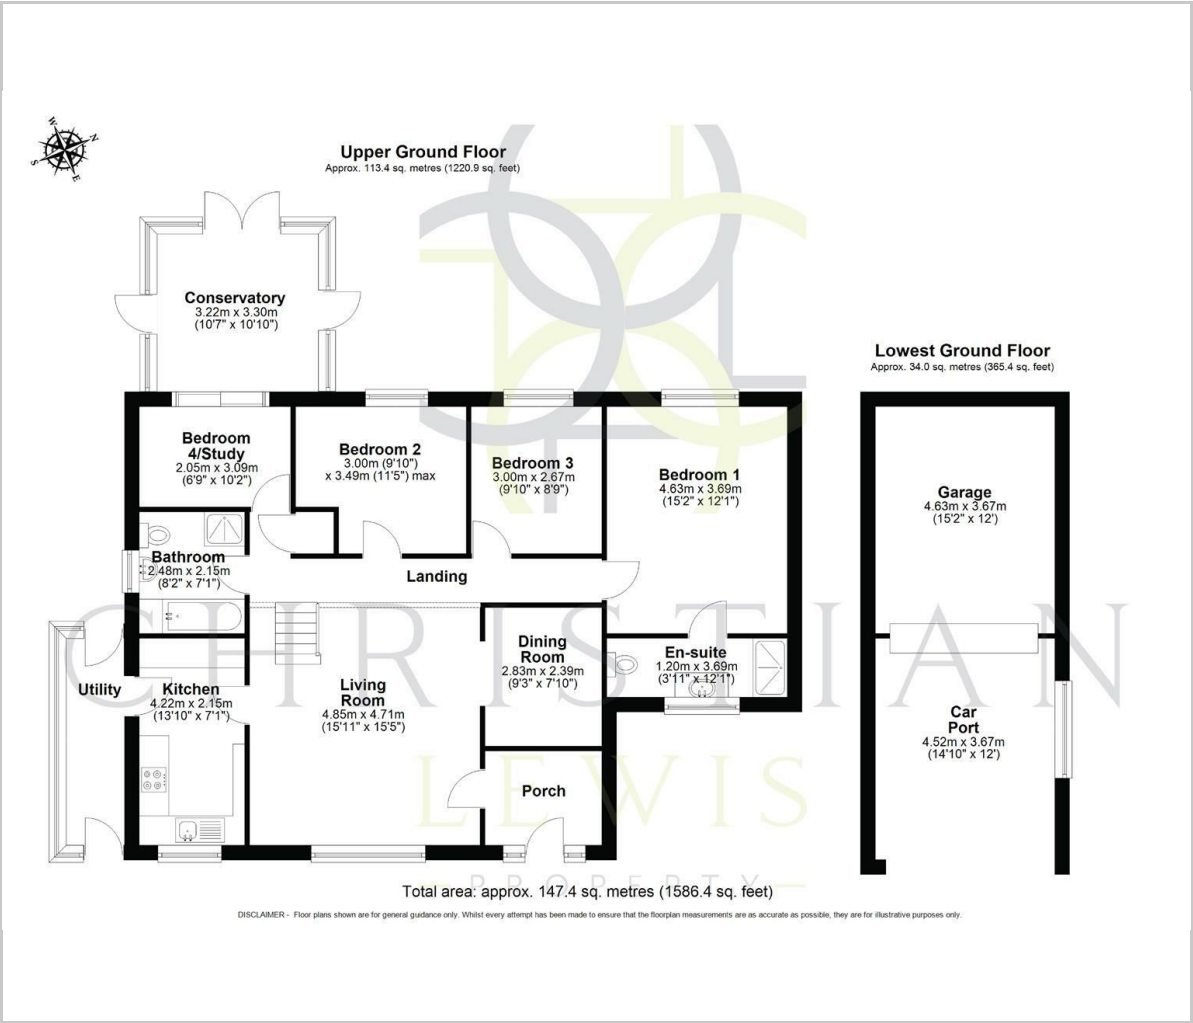 W
N
S
E
Upper Ground Floor
Approx. 113.4 sq. metres (1220.9 sq. feet)
Conservatory
3.22m x 3.30m
(10'7" x 10'10")
Lowest Ground Floor
Approx. 34.0 sq. metres (365.4 sq. feet)
Bedroom
4/Study
2.05m x 3.09m
(6'9" x 10'2")
Bedroom 2
3.00m (9'10")
x 3.49m (11'5") max
Bedroom 3
3.00m x 2.67m
(9'10" x 8'9")
Bedroom 1
4.63m x 3.69m
(15'2" x 12'1")
Garage
4.63m x 3.67m
(15'2" x 12')
Bathroom
2.48m x 2.15m
(8'2" x 7'1")
Landing
CHRISTIAN
Dining
Room
2.83m x 2.39m
(9'3" x 7'10")
En-suite
1.20m x 3.69m
(3'11" x 12'1")
Utility
Kitchen
4.22m x 2.15m
(13'10" x 7'1")
Living
Room
4.85m x 4.71m
(15'11" x 15'5")
Car
Port
4.52m x 3.67m
(14'10" x 12')
Porch
LEWIS
PROPERTY
Total area: approx. 147.4 sq. metres (1586.4 sq. feet)
DISCLAIMER - Floor plans shown are for general guidance only. Whilst every attempt has been made to ensure that the floorplan measurements are as accurate as possible, they are for illustrative purposes only.